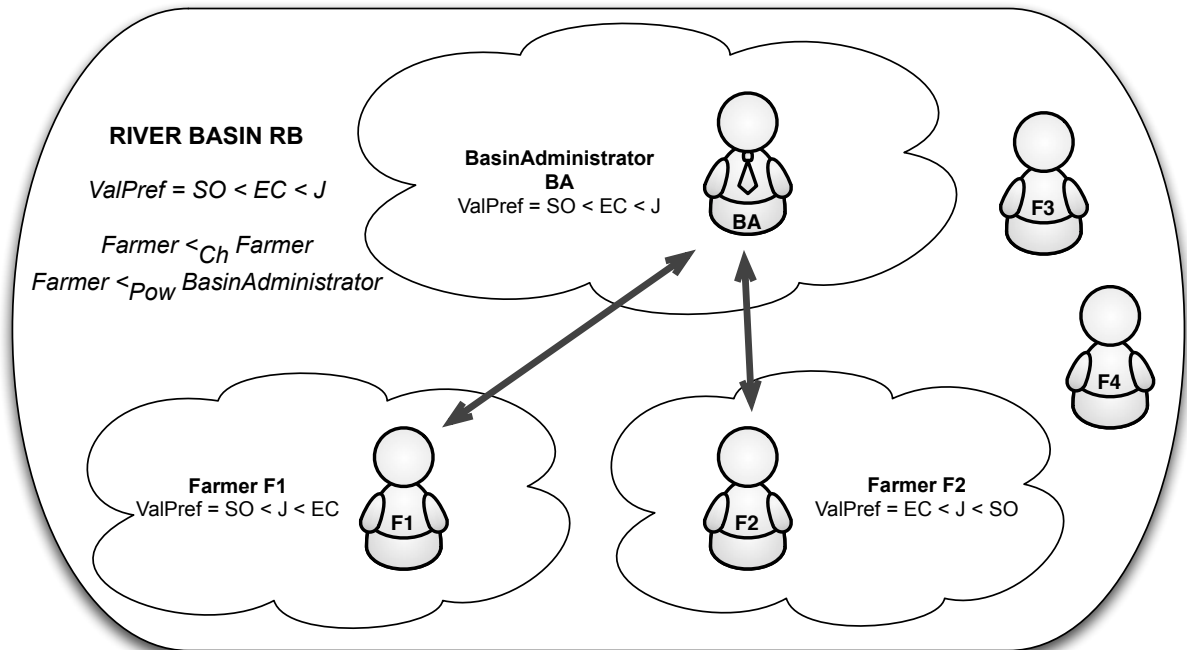 RIVER BASIN RB
ValPref = SO < EC < J
Farmer <Ch Farmer
Farmer <Pow BasinAdministrator
BasinAdministrator
BA
ValPref = SO < EC < J
BA
F3
F4
Farmer F1
ValPref = SO < J < EC
F1
F2
Farmer F2
ValPref = EC < J < SO